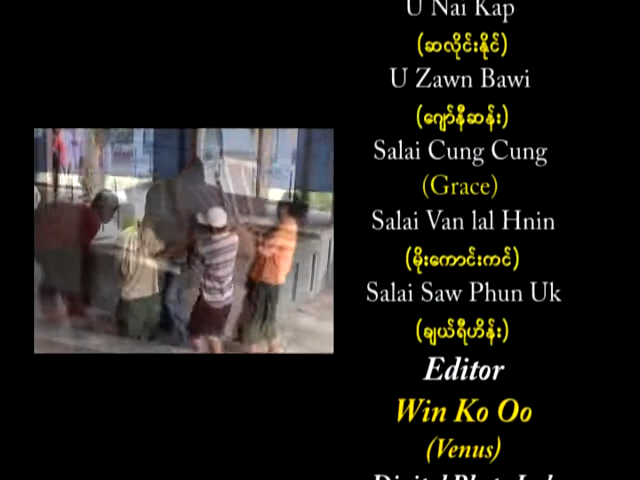 U Nai Kap
(ဆလိုင်းနိုင်)
U Zawn Bawi
(ဂျော်နီဆန်း)
Salai Cung Cung
(Grace)
Salai Van lal Hnin
(မိုးကောင်းကင်)
Salai Saw Phun Uk
(ချယ်ရီဟိန်း)
Editor
Win Ko Oo
(Venus)